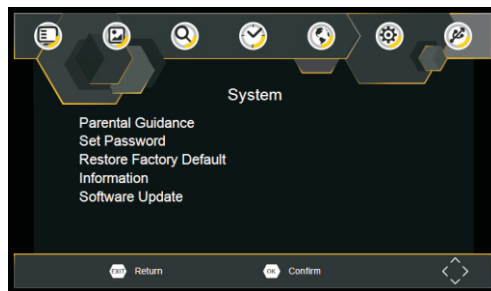 System
Parental Guidance
Set Password
Restore Factory Default
Information
Software Update
EXIT Return OK Confirm